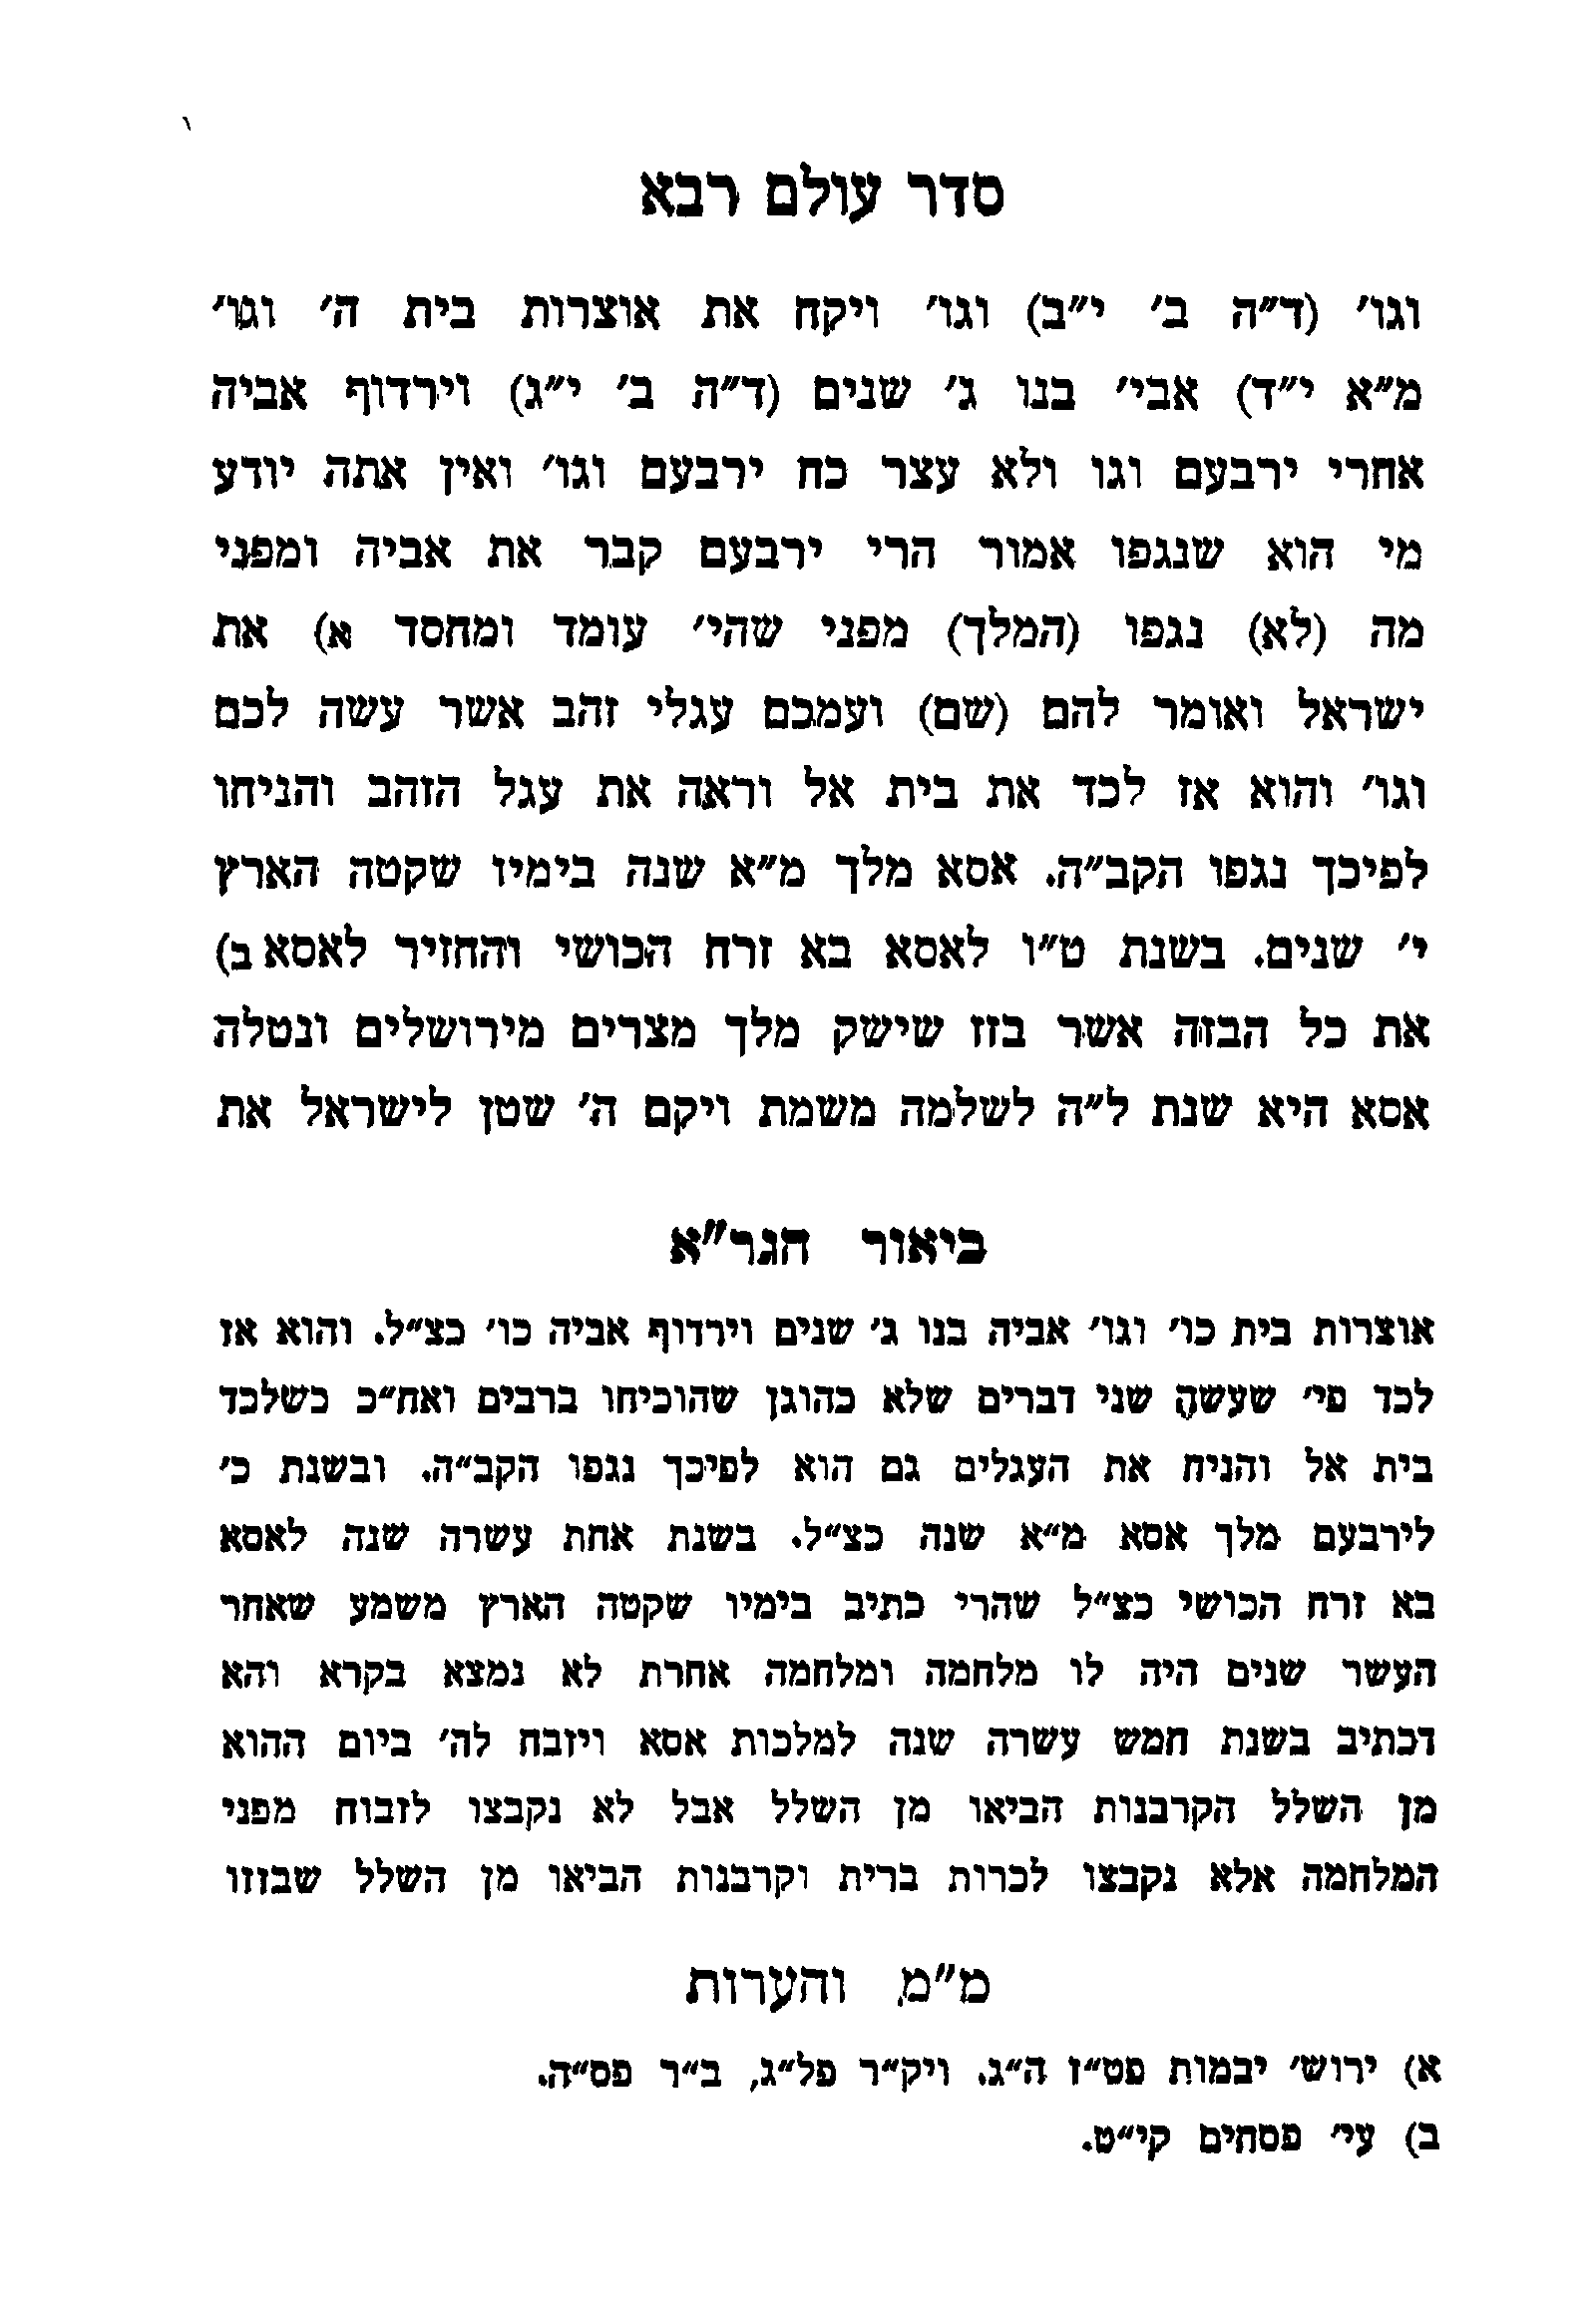 סדר עולם רבא
וגו׳ (ד״ה ב׳ י״ב) וגו׳ ויקח את אוצרות בית ה׳ וגו׳
מ״א י״ד) אבי׳ בנו ג׳ שנים (ד״ה ב׳ י״ג) וירדוף אביה
אחרי ירבעם וגו ולא עצר כח ירבעם וגו׳ ואין אתה יודע
מי הוא שנגפו אמור הרי ירבעם קבר את אביה ומפני
מה (לא) נגפו (המלך) מפני שהי׳ עומד ומחסד א) את
ישראל ואומר להם (שם) ועמכם עגלי זהב אשר עשה לכם
וגו׳ והוא אז לכד את בית אל וראה את עגל הזהב והניחו
לפיכך נגפו הקב״ה. אסא מלך מ״א שנה בימיו שקטה הארץ
י׳ שנים. בשנת ט״ו לאסא בא זרח הכושי והחזיר לאסא ב)
את כל הבזה אשר בזז שישק מלך מצרים מירושלים ונטלה
אסא היא שנת ל״ה לשלמה משמת ויקם ה׳ שטן לישראל את
ביאור הגר״א
אוצרות בית כו׳ וגו׳ אביה בנו ג׳ שנים וירדוף אביה כו׳ כצ״ל. והוא אז
לכד פי׳ שעשה שני דברים שלא כהוגן שהוכיחו ברבים ואח״כ כשלכד
בית אל והניח את העגלים גם הוא לפיכך נגפו הקב״ה. ובשנת כ׳
לירבעם מלך אסא מ״א שנה כצ״ל. בשנת אחת עשרה שנה לאסא
בא זרח הכושי כצ״ל שהרי כתיב בימיו שקטה הארץ משמע שאחר
העשר שנים היה לו מלחמה ומלחמה אחרת לא נמצא בקרא והא
דכתיב בשנת חמש עשרה שנה למלכות אסא ויזבח לה׳ ביום ההוא
מן השלל הקרבנות הביאו מן השלל אבל לא נקבצו לזבוח מפני
המלחמה אלא נקבצו לכרות ברית וקרבנות הביאו מן השלל שבזזו
מ״מ והערות
א) ירוש׳ יבמות פט״ז ה״ג. ויק״ר פל״ג, ב״ר פס״ה.
ב) עי׳ פסחים קי״ט.